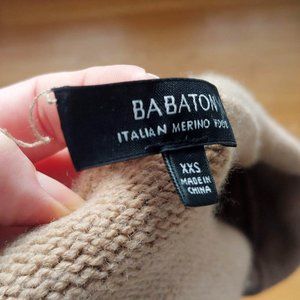 BABATON
ITALIAN MERINO
XXS
MADE IN
CHINA